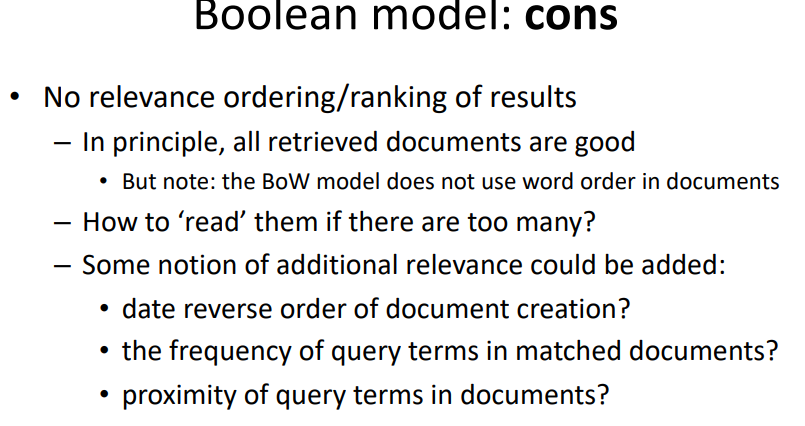 Boolean model: cons
• No relevance ordering/ranking of results
– In principle, all retrieved documents are good
• But note: the BoW model does not use word order in documents
– How to ‘read’ them if there are too many?
– Some notion of additional relevance could be added:
• date reverse order of document creation?
• the frequency of query terms in matched documents?
• proximity of query terms in documents?